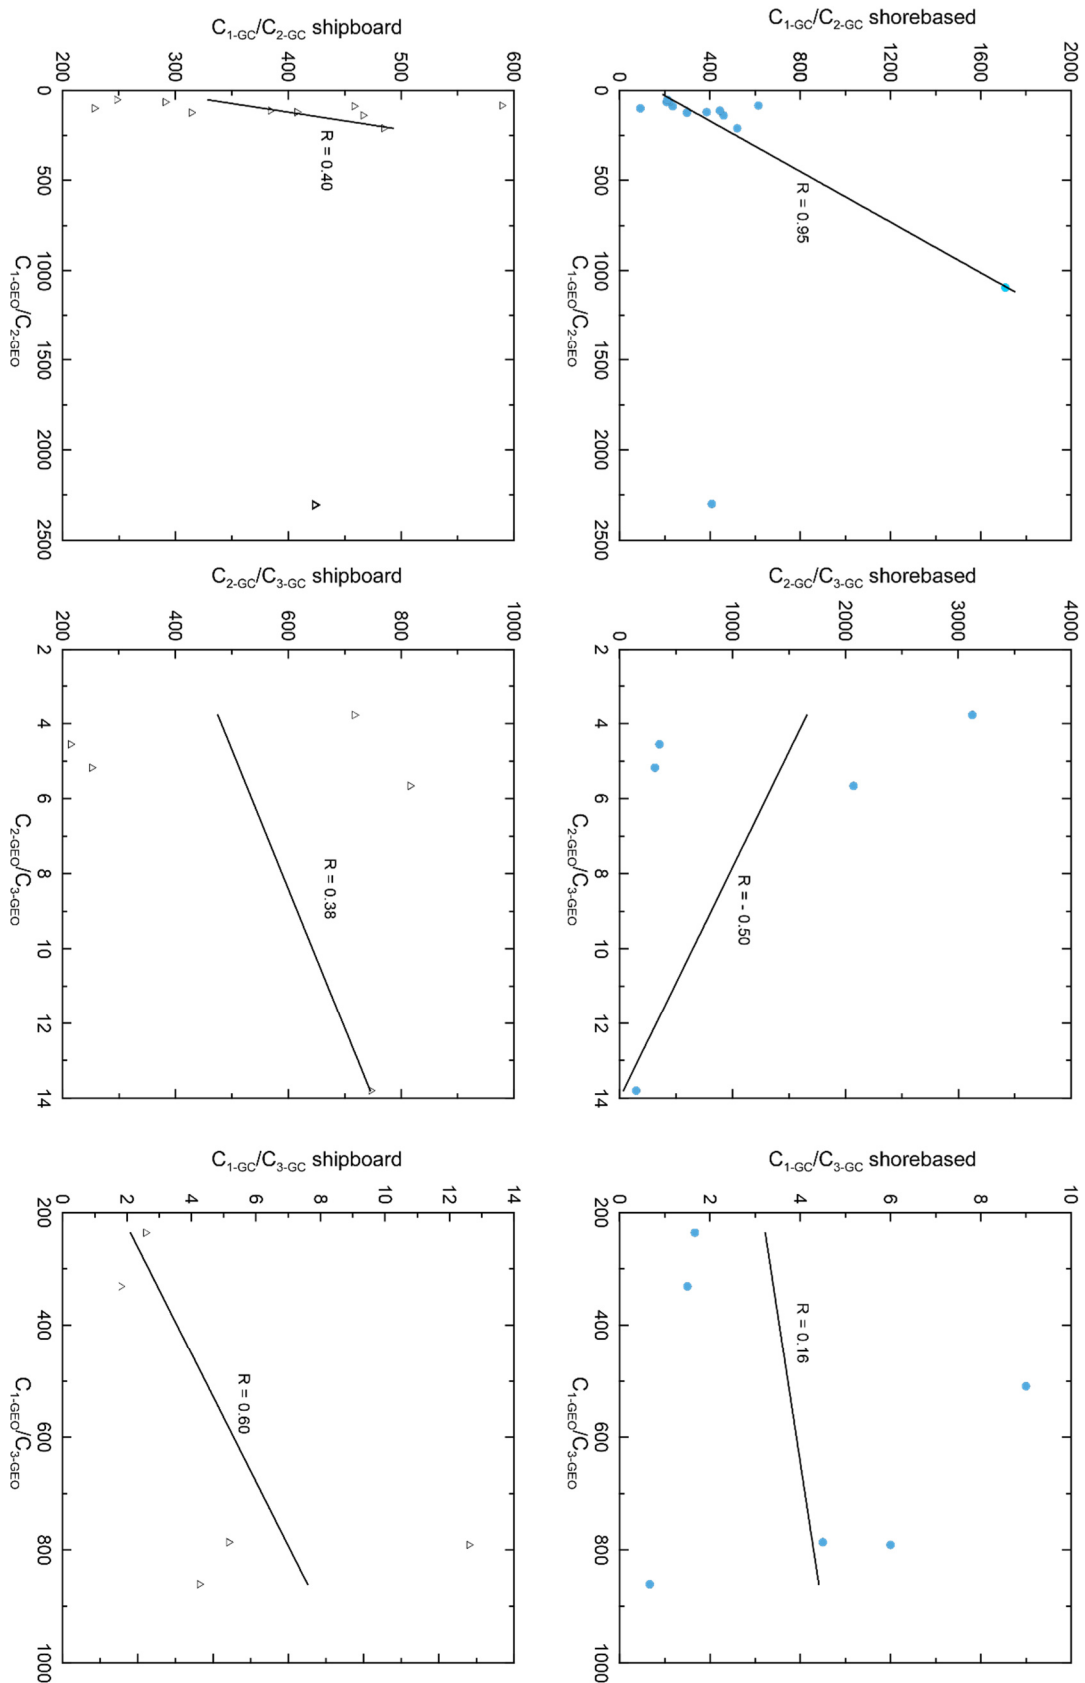 C1-GC/C2-GC shipboard
200 300 400 500 600
0 500 1000 1500 2000 2500
R = 0.40
C1-GEO/C2-GEO
C1-GC/C2-GC shorebased
0 400 800 1200 1600 2000
0 500 1000 1500 2000 2500
R = 0.95
C1-GEO/C2-GEO
C2-GC/C3-GC shipboard
200 400 600 800 1000
2 4 6 8 10 12 14
R = 0.38
C2-GEO/C3-GEO
C2-GC/C3-GC shorebased
0 1000 2000 3000 4000
2 4 6 8 10 12 14
R = - 0.50
C2-GEO/C3-GEO
C1-GC/C3-GC shipboard
0 2 4 6 8 10 12 14
200 400 600 800 1000
R = 0.60
C1-GEO/C3-GEO
C1-GC/C3-GC shorebased
0 2 4 6 8 10
200 400 600 800 1000
R = 0.16
C1-GEO/C3-GEO